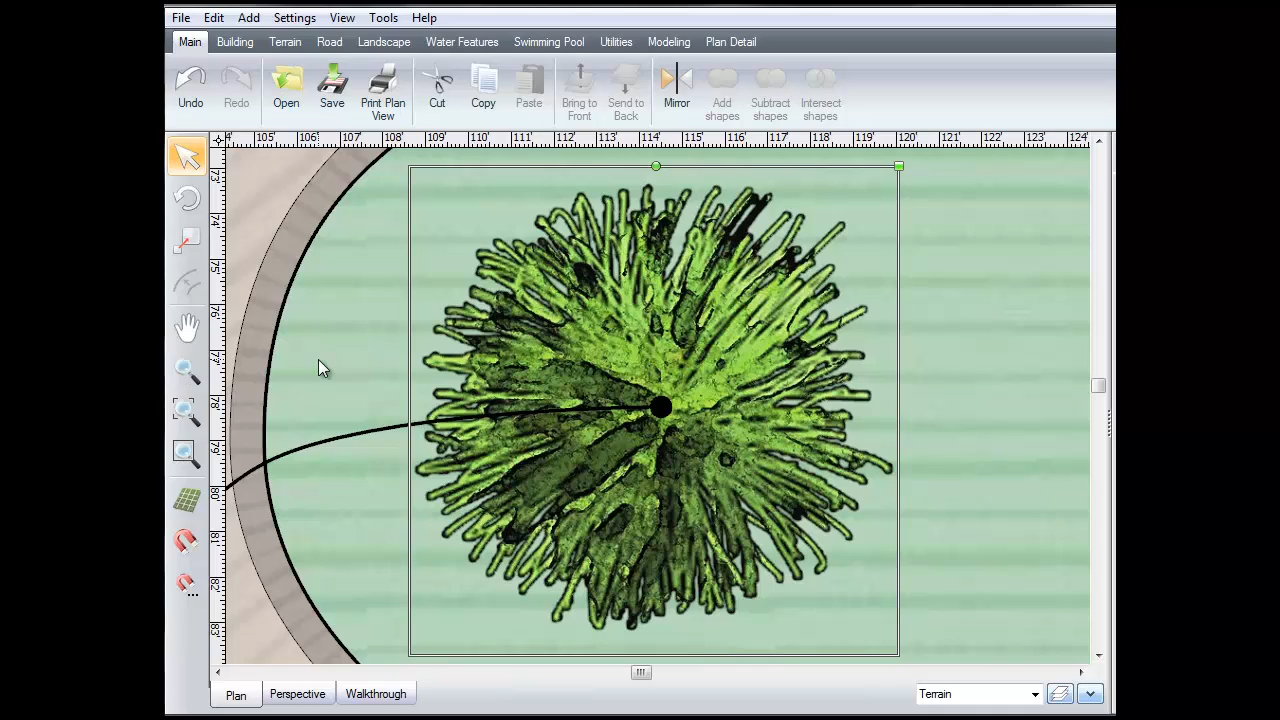 File Edit Add Settings View Tools Help
Main Building Terrain Road Landscape Water Features Swimming Pool Utilities Modeling Plan Detail
Undo Redo Open Save Print Plan View Cut Copy Paste Bring to Front Send to Back Mirror Add shapes Subtract shapes Intersect shapes
105' 106' 107' 108' 109' 110' 111' 112' 113' 114' 115' 116' 117' 118' 119' 120' 121' 122' 123' 124'
73'
74'
75'
76'
77'
78'
79'
80'
81'
82'
83'
Plan Perspective Walkthrough Terrain